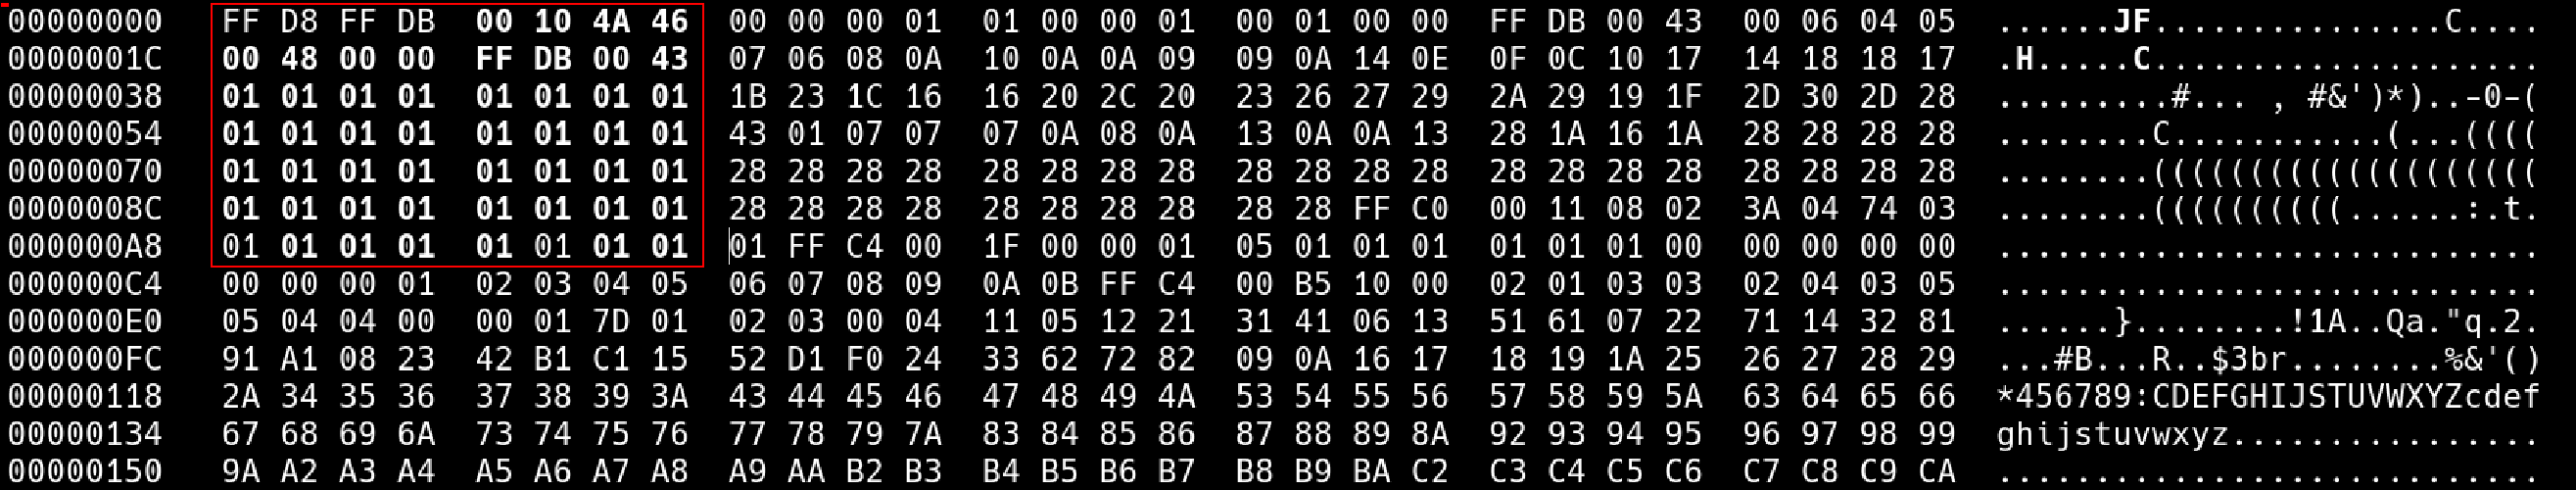 00000000 FF D8 FF DB 00 10 4A 46 00 00 00 01 01 00 00 01 00 01 00 00 FF DB 00 43 00 06 04 05 ......JF...............C....
0000001C 00 48 00 00 FF DB 00 43 07 06 08 0A 10 0A 0A 09 09 0A 14 0E 0F 0C 10 17 14 18 18 17 .H.....C....................
00000038 01 01 01 01 01 01 01 01 1B 23 1C 16 16 20 2C 20 23 26 27 29 2A 29 19 1F 2D 30 2D 28 .........#... , #&')*)..-0-(
00000054 01 01 01 01 01 01 01 01 43 01 07 07 07 0A 08 0A 13 0A 0A 13 28 1A 16 1A 28 28 28 28 ........C...........(...((((
00000070 01 01 01 01 01 01 01 01 28 28 28 28 28 28 28 28 28 28 28 28 28 28 28 28 28 28 28 28 ........((((((((((((((((((((
0000008C 01 01 01 01 01 01 01 01 28 28 28 28 28 28 28 28 28 28 FF C0 00 11 08 02 3A 04 74 03 ........((((((((((......:.t.
000000A8 01 01 01 01 01 01 01 01 01 FF C4 00 1F 00 00 01 05 01 01 01 01 01 01 00 00 00 00 00 ............................
000000C4 00 00 00 01 02 03 04 05 06 07 08 09 0A 0B FF C4 00 B5 10 00 02 01 03 03 02 04 03 05 ............................
000000E0 05 04 04 00 00 01 7D 01 02 03 00 04 11 05 12 21 31 41 06 13 51 61 07 22 71 14 32 81 ......}........!1A..Qa."q.2.
000000FC 91 A1 08 23 42 B1 C1 15 52 D1 F0 24 33 62 72 82 09 0A 16 17 18 19 1A 25 26 27 28 29 ...#B...R..$3br........%&'()
00000118 2A 34 35 36 37 38 39 3A 43 44 45 46 47 48 49 4A 53 54 55 56 57 58 59 5A 63 64 65 66 *456789:CDEFGHIJSTUVWXYZcdef
00000134 67 68 69 6A 73 74 75 76 77 78 79 7A 83 84 85 86 87 88 89 8A 92 93 94 95 96 97 98 99 ghijstuvwxyz................
00000150 9A A2 A3 A4 A5 A6 A7 A8 A9 AA B2 B3 B4 B5 B6 B7 B8 B9 BA C2 C3 C4 C5 C6 C7 C8 C9 CA ............................